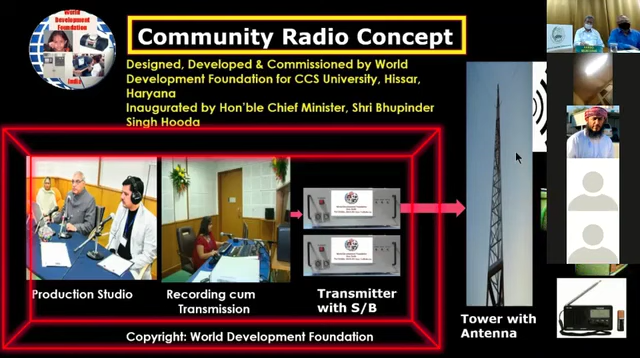 World
Development
Foundation
India
Community Radio Concept
Designed, Developed & Commissioned by World
Development Foundation for CCS University, Hissar,
Haryana
Inaugurated by Hon'ble Chief Minister, Shri Bhupinder
Singh Hooda
Production Studio
Recording cum
Transmission
Transmitter
with S/B
Tower with
Antenna
Copyright: World Development Foundation